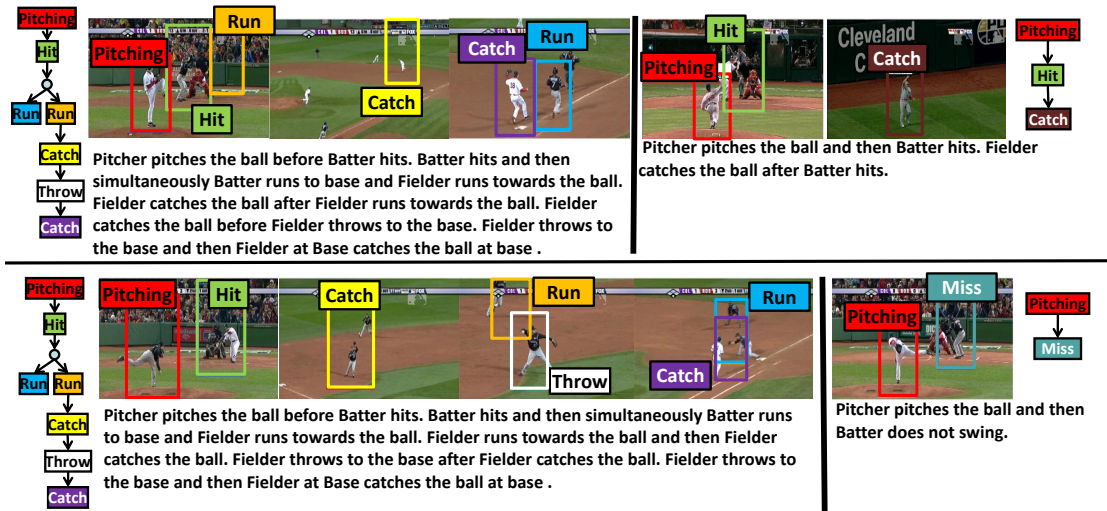 Pitching
Hit
Run
Run
Catch
Throw
Catch
Pitching
Hit
Run
Catch
Catch
Run
Pitcher pitches the ball before Batter hits. Batter hits and then
simultaneously Batter runs to base and Fielder runs towards the ball.
Fielder catches the ball after Fielder runs towards the ball. Fielder
catches the ball before Fielder throws to the base. Fielder throws to
the base and then Fielder at Base catches the ball at base .
Hit
Pitching
Cleveland
C
Catch
Pitching
Hit
Catch
Pitcher pitches the ball and then Batter hits. Fielder
catches the ball after Batter hits.
Pitching
Hit
Run
Run
Catch
Throw
Catch
Pitching
Hit
Catch
Run
Throw
Run
Catch
Pitcher pitches the ball before Batter hits. Batter hits and then simultaneously Batter runs
to base and Fielder runs towards the ball. Fielder runs towards the ball and then Fielder
catches the ball. Fielder throws to the base after Fielder catches the ball. Fielder throws to
the base and then Fielder at Base catches the ball at base .
Miss
Pitching
Pitching
Miss
Pitcher pitches the ball and then
Batter does not swing.